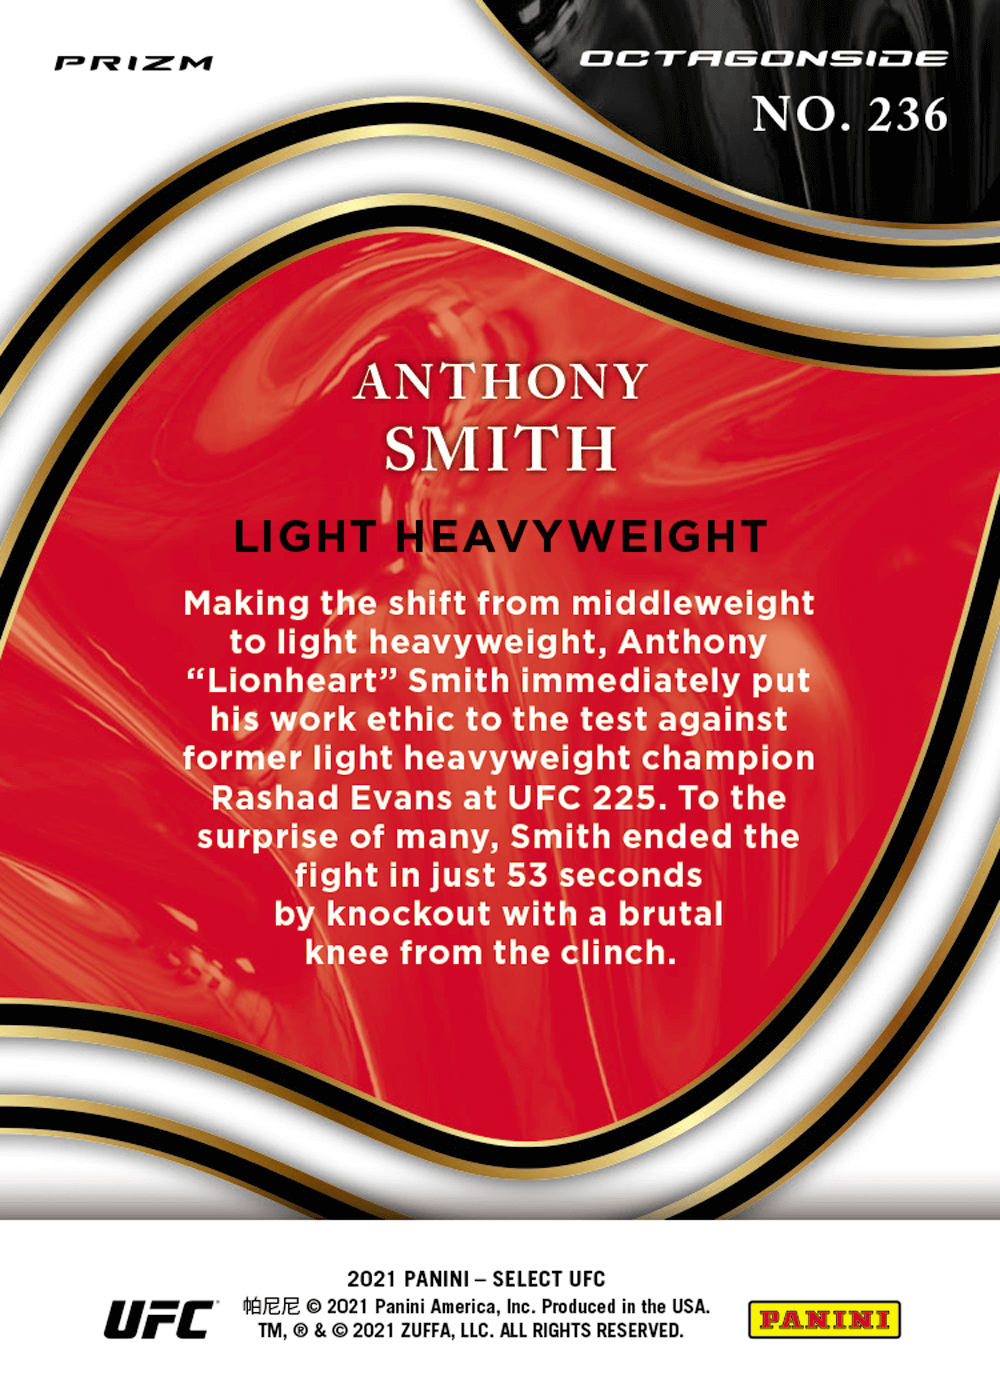 PRIZM
OCTAGONSIDE
NO. 236
ANTHONY
SMITH
LIGHT HEAVYWEIGHT
Making the shift from middleweight
to light heavyweight, Anthony
“Lionheart” Smith immediately put
his work ethic to the test against
former light heavyweight champion
Rashad Evans at UFC 225. To the
surprise of many, Smith ended the
fight in just 53 seconds
by knockout with a brutal
knee from the clinch.
2021 PANINI – SELECT UFC
帕尼尼 © 2021 Panini America, Inc. Produced in the USA.
TM, ® & © 2021 ZUFFA, LLC. ALL RIGHTS RESERVED.
UFC
PANINI